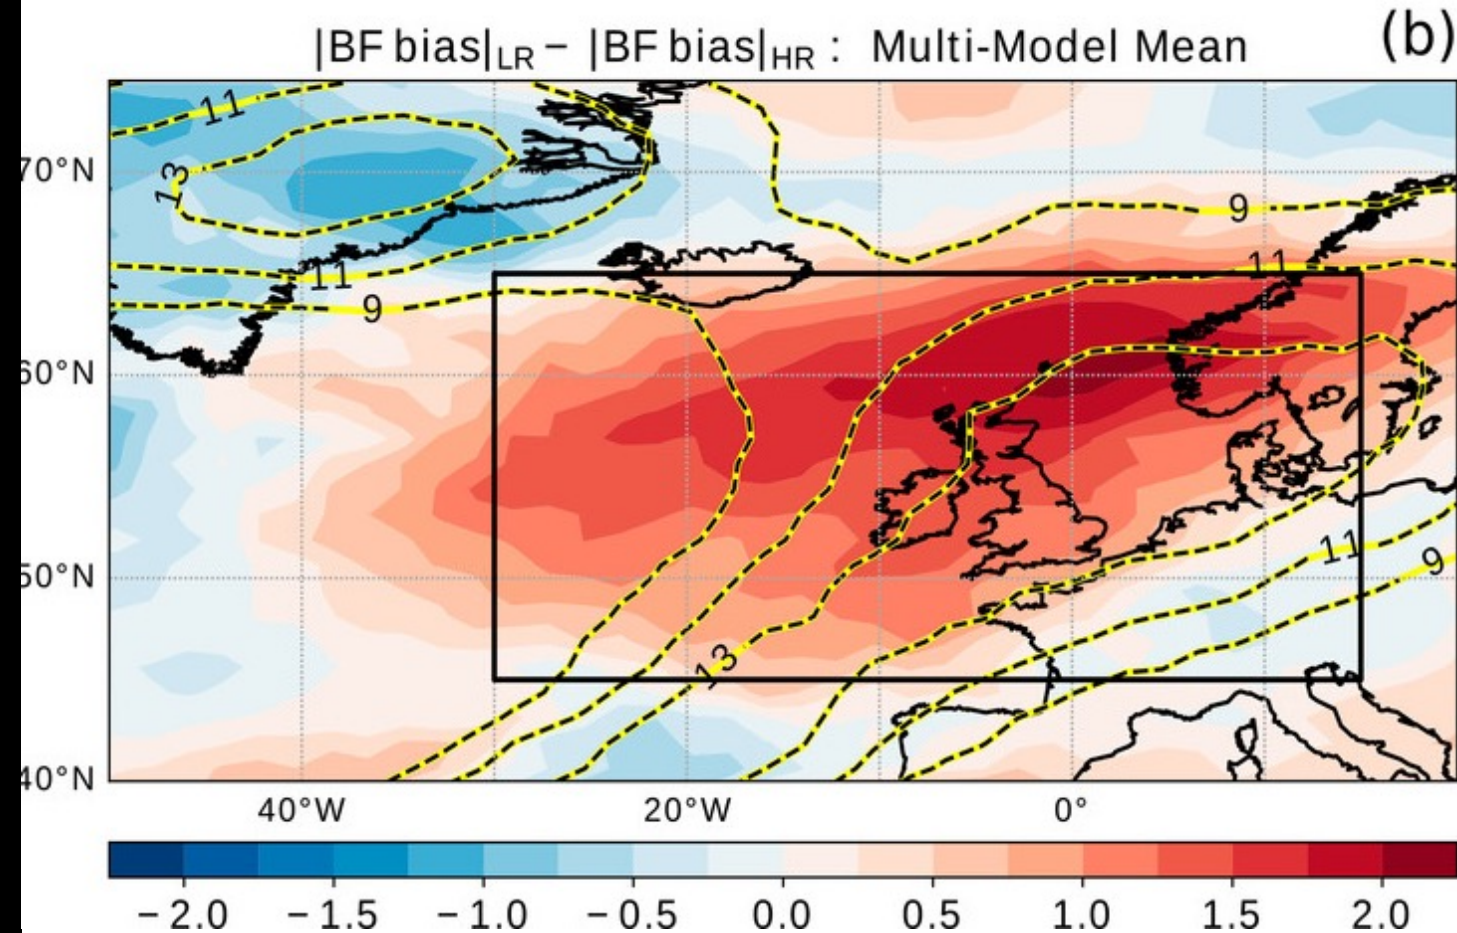 (b)
|BF bias|LR − |BF bias|HR : Multi-Model Mean
11
13
70°N
9
11
11
9
60°N
11
9
50°N
13
40°N
40°W 20°W 0°
−2.0 −1.5 −1.0 −0.5 0.0 0.5 1.0 1.5 2.0